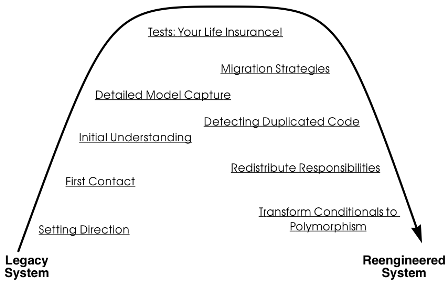 Tests: Your Life Insurance!
Migration Strategies
Detailed Model Capture
Detecting Duplicated Code
Initial Understanding
Redistribute Responsibilities
First Contact
Transform Conditionals to
Polymorphism
Setting Direction
Legacy
System
Reengineered
System